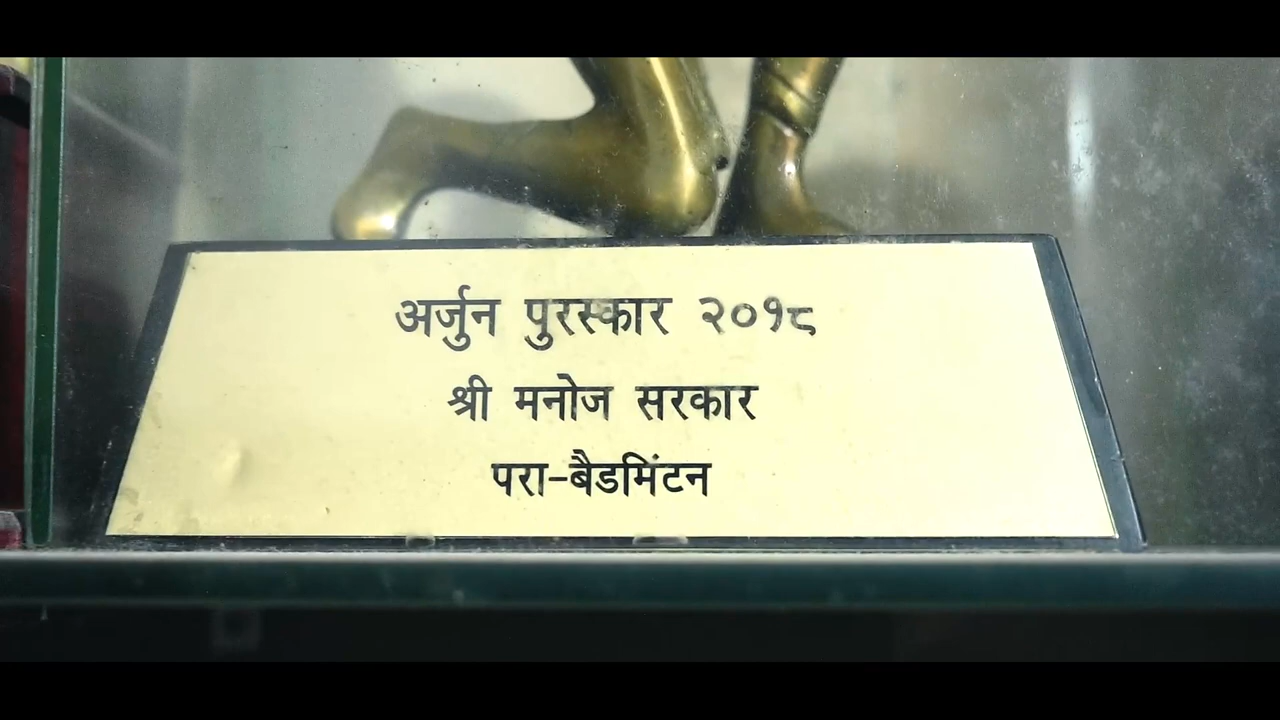 अर्जुन पुरस्कार २०१८
श्री मनोज सरकार
परा-बैडमिंटन